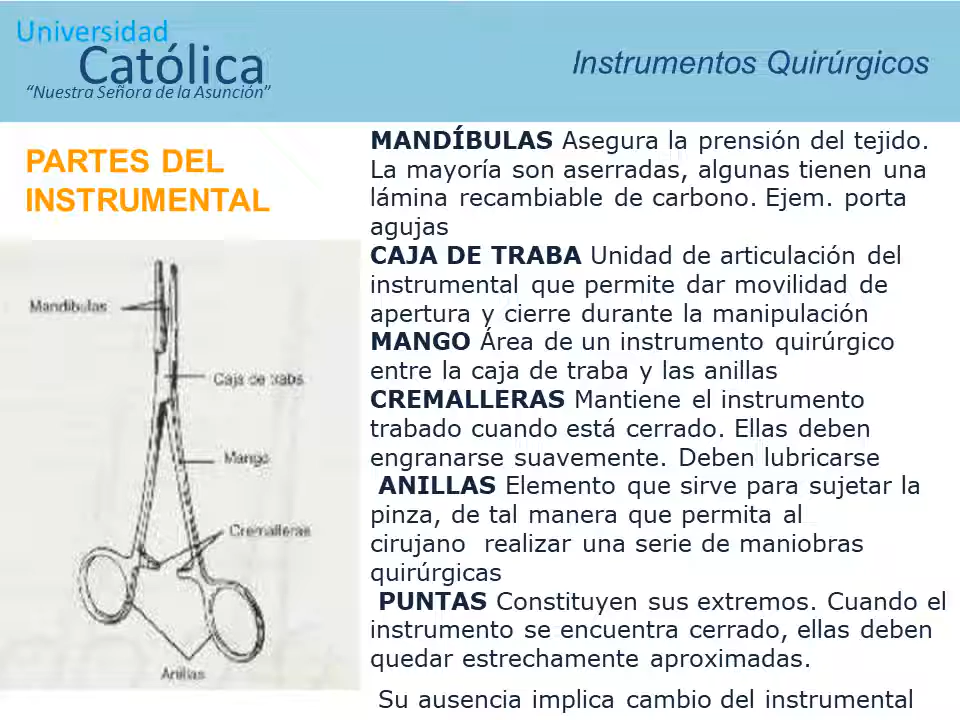 Universidad
Católica
“Nuestra Señora de la Asunción”
Instrumentos Quirúrgicos
PARTES DEL
INSTRUMENTAL
Mandíbulas
Caja de traba
Mango
Cremalleras
Anillas
MANDÍBULAS Asegura la prensión del tejido.
La mayoría son aserradas, algunas tienen una
lámina recambiable de carbono. Ejem. porta
agujas
CAJA DE TRABA Unidad de articulación del
instrumental que permite dar movilidad de
apertura y cierre durante la manipulación
MANGO Área de un instrumento quirúrgico
entre la caja de traba y las anillas
CREMALLERAS Mantiene el instrumento
trabado cuando está cerrado. Ellas deben
engranarse suavemente. Deben lubricarse
ANILLAS Elemento que sirve para sujetar la
pinza, de tal manera que permita al
cirujano realizar una serie de maniobras
quirúrgicas
PUNTAS Constituyen sus extremos. Cuando el
instrumento se encuentra cerrado, ellas deben
quedar estrechamente aproximadas.
Su ausencia implica cambio del instrumental